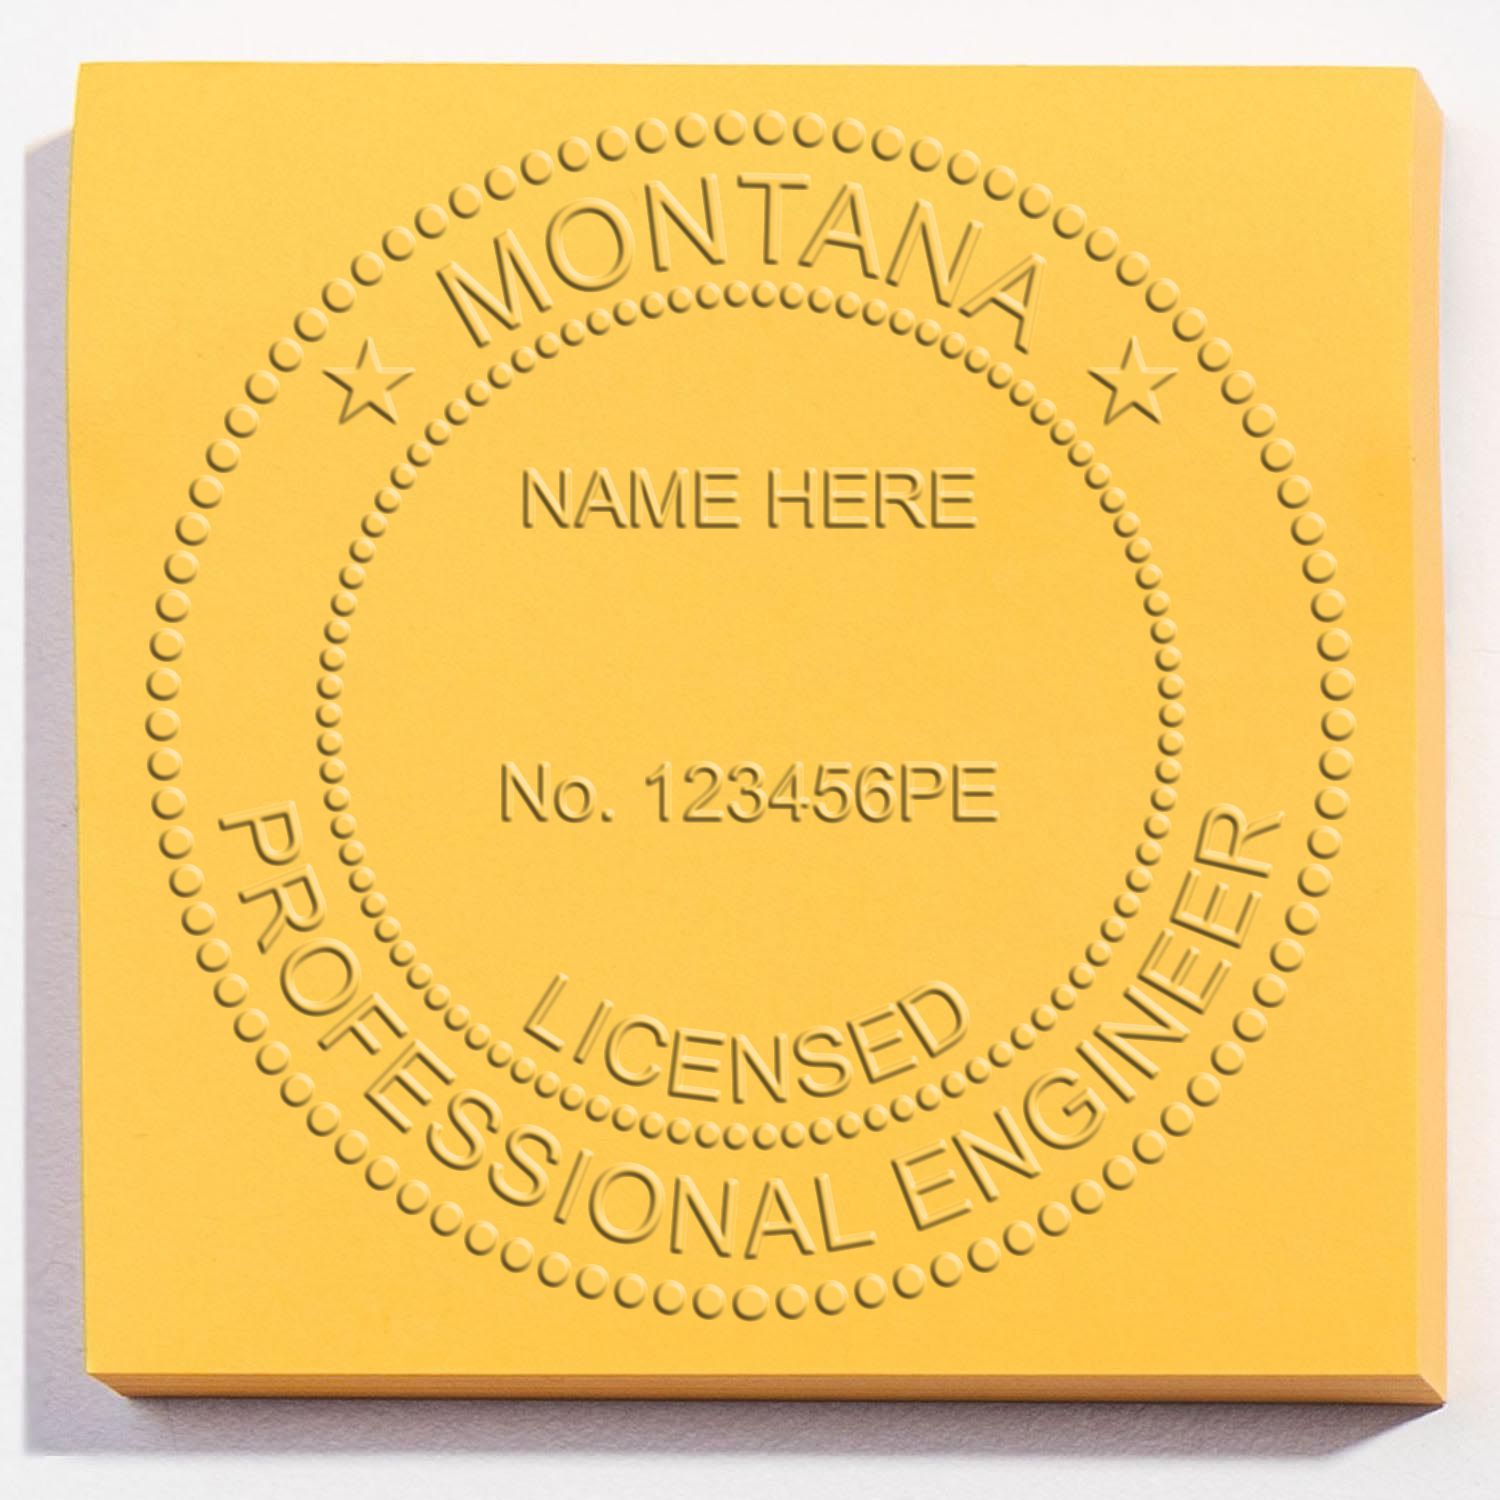 MONTANA
NAME HERE
No. 123456PE
LICENSED
PROFESSIONAL ENGINEER